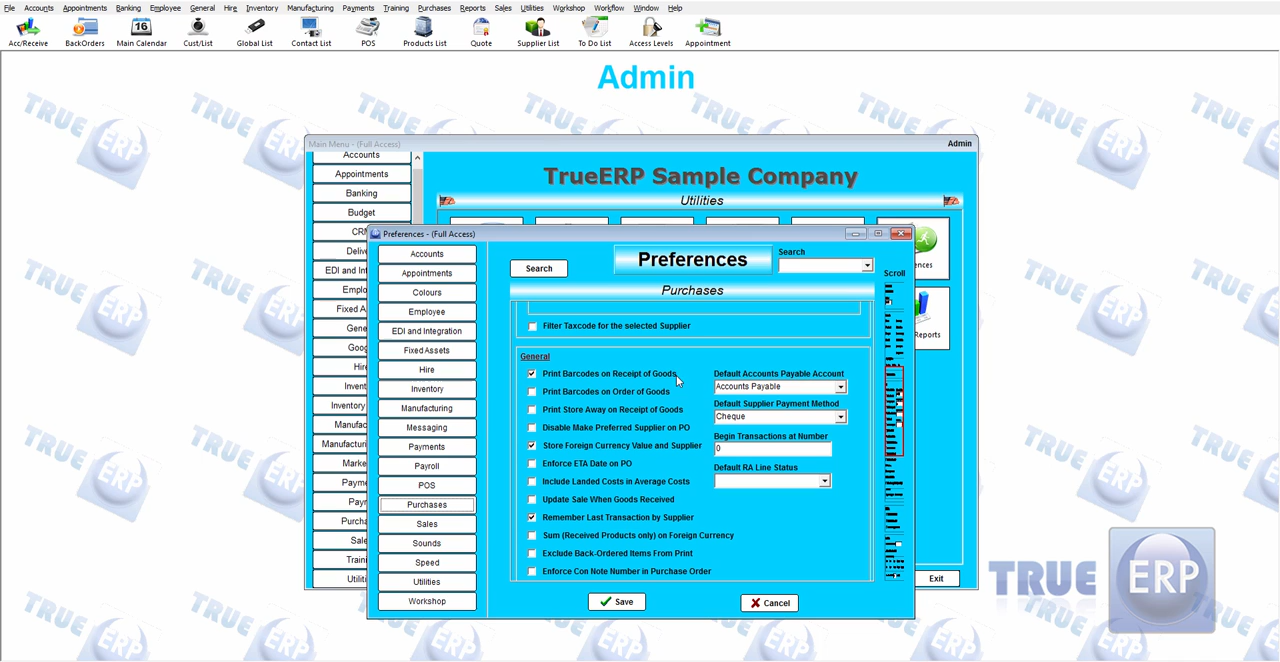 File Accounts Appointments Banking Employee General Hire Inventory Manufacturing Payments Training Purchases Reports Sales Utilities Workshop Workflow Window Help
Acc/Receive BackOrders Main Calendar Cust/List Global List Contact List POS Products List Quote Supplier List To Do List Access Levels Appointment
16
Admin
Main Menu - (Full Access) Admin
Accounts
Appointments
Banking
Budget
TrueERP Sample Company
Utilities
Preferences - (Full Access)
Accounts
Appointments
Colours
Employee
EDI and Integration
Fixed Assets
Hire
Inventory
Manufacturing
Messaging
Payments
Payroll
POS
Purchases
Sales
Sounds
Speed
Utilities
Workshop
Search
Preferences
Search
Scroll
Purchases
Filter Taxcode for the selected Supplier
General
Print Barcodes on Receipt of Goods
Print Barcodes on Order of Goods
Print Store Away on Receipt of Goods
Disable Make Preferred Supplier on PO
Store Foreign Currency Value and Supplier
Enforce ETA Date on PO
Include Landed Costs in Average Costs
Update Sale When Goods Received
Remember Last Transaction by Supplier
Sum (Received Products only) on Foreign Currency
Exclude Back-Ordered Items From Print
Enforce Con Note Number in Purchase Order
Default Accounts Payable Account
Accounts Payable
Default Supplier Payment Method
Cheque
Begin Transactions at Number
0
Default RA Line Status
Save
Cancel
Reports
Exit
TRUE ERP